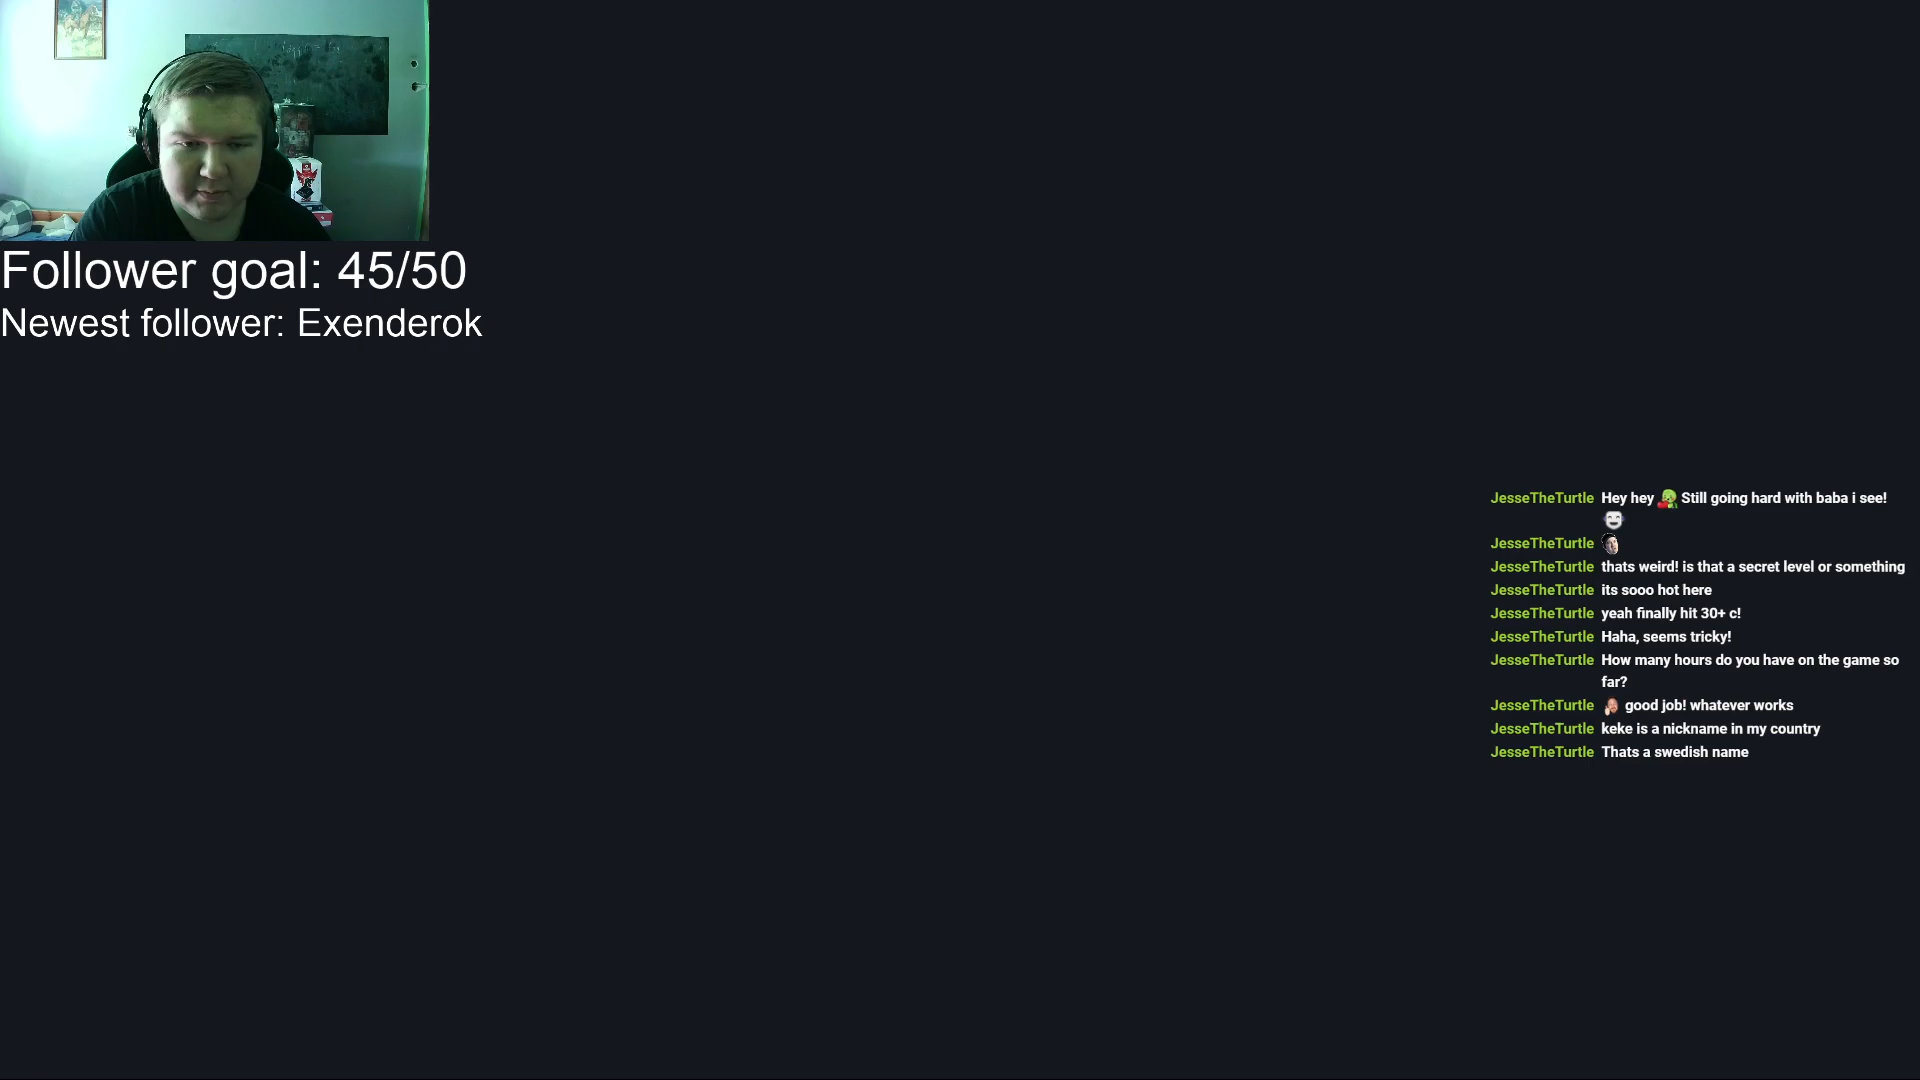 Follower goal: 45/50
Newest follower: Exenderok
JesseTheTurtle Hey hey Still going hard with baba i see!
JesseTheTurtle
JesseTheTurtle thats weird! is that a secret level or something
JesseTheTurtle its sooo hot here
JesseTheTurtle yeah finally hit 30+ c!
JesseTheTurtle Haha, seems tricky!
JesseTheTurtle How many hours do you have on the game so
far?
JesseTheTurtle good job! whatever works
JesseTheTurtle keke is a nickname in my country
JesseTheTurtle Thats a swedish name